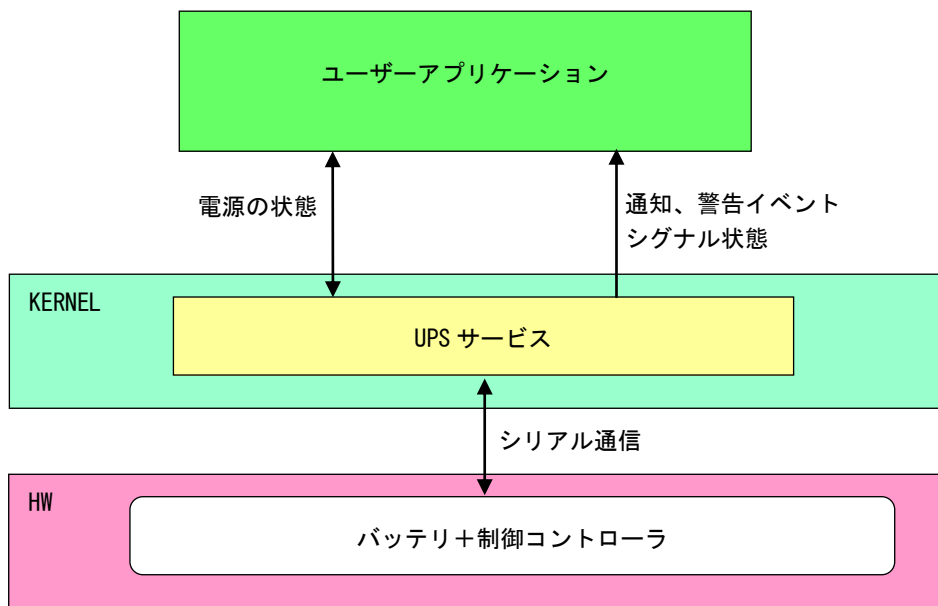 ユーザーアプリケーション
電源の状態
通知、警告イベント
シグナル状態
KERNEL
UPS サービス
シリアル通信
HW
バッテリ＋制御コントローラ